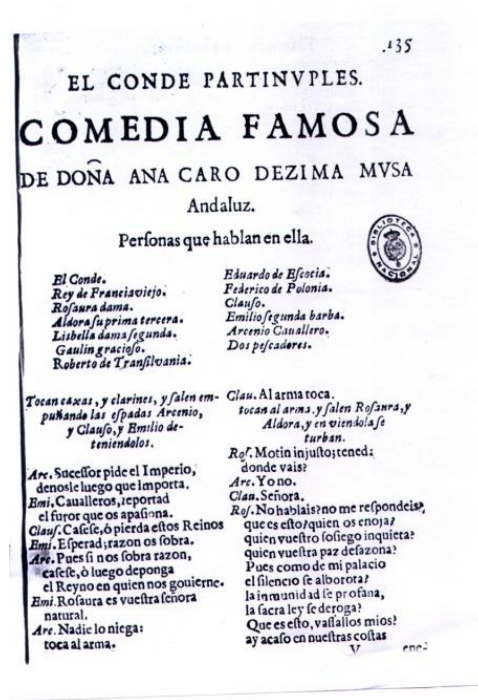 .135
EL CONDE PARTINVPLES.
COMEDIA FAMOSA
DE DOÑA ANA CARO DEZIMA MVSA
Andaluz.
Perſonas que hablan en ella.
BIBLIOTECA NACIONAL
El Conde.
Rey de Francia viejo.
Roſaura dama.
Aldora ſu prima tercera.
Lisbella dama ſegunda.
Gaulin gracioſo.
Roberto de Tranſilvania.
Eduardo de Eſcocia.
Federico de Polonia.
Clauſo.
Emilio ſegunda barba.
Arcenio Cauallero.
Dos peſcadores.
Tocan caxas, y clarines, y ſalen em-
puñando las eſpadas Arcenio,
y Clauſo, y Emilio de-
teniendolos.
Arc. Suceſſor pide el Imperio,
denosle luego que importa.
Emi. Caualleros, reportad
el furor que os apaſiona.
Clauſ. Caſeſe, ò pierda eſtos Reinos
Emi. Eſperad; razon os ſobra.
Arc. Pues ſi nos ſobra razon,
caſeſe, ò luego deponga
el Reyno en quien nos gouierne.
Emi. Roſaura es vueſtra ſeñora
natural.
Arc. Nadie lo niega:
toca al arma.
Clau. Al arma toca.
tocan al arma, y ſalen Roſaura, y
Aldora, y en viendola ſe
turban.
Roſ. Motin injuſto; tened;
donde vais?
Arc. Yo no.
Clau. Señora.
Roſ. No hablais? no me reſpondeis?
que es eſto? quien os enoja?
quien vueſtro ſoſiego inquieta?
quien vueſtra paz deſazona?
Pues como de mi palacio
el ſilencio ſe alborota?
la inmunidad ſe profana,
la ſacra ley ſe deroga?
Que es eſto, vaſſallos mios?
ay acaſo en nueſtras coſtas
V ene-